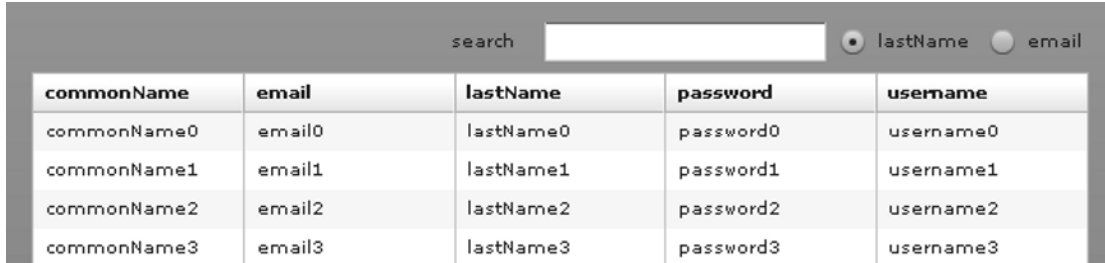 search lastName email
commonName email lastName password username
commonName0 email0 lastName0 password0 username0
commonName1 email1 lastName1 password1 username1
commonName2 email2 lastName2 password2 username2
commonName3 email3 lastName3 password3 username3